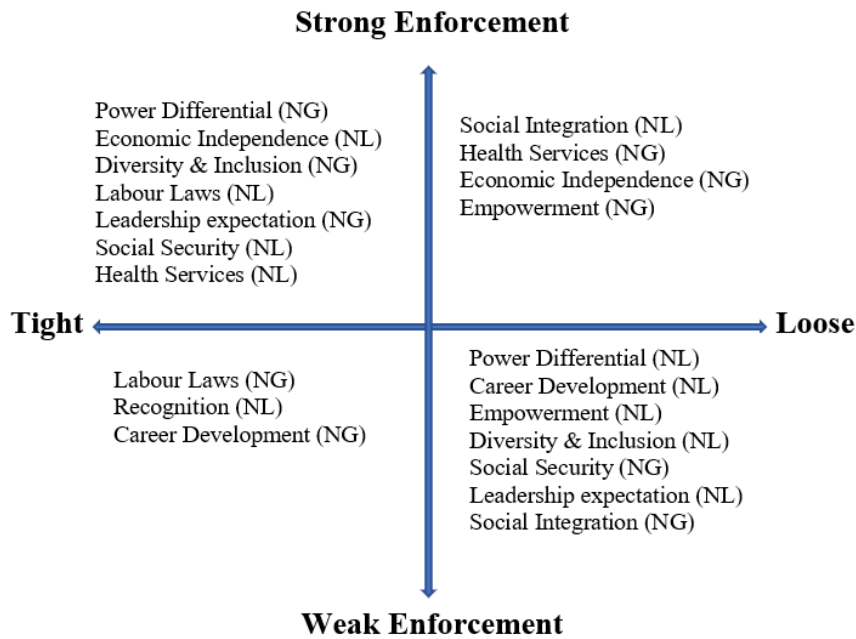 Strong Enforcement
Power Differential (NG)
Economic Independence (NL)
Diversity & Inclusion (NG)
Labour Laws (NL)
Leadership expectation (NG)
Social Security (NL)
Health Services (NL)
Social Integration (NL)
Health Services (NG)
Economic Independence (NG)
Empowerment (NG)
Tight
Loose
Labour Laws (NG)
Recognition (NL)
Career Development (NG)
Power Differential (NL)
Career Development (NL)
Empowerment (NL)
Diversity & Inclusion (NL)
Social Security (NG)
Leadership expectation (NL)
Social Integration (NG)
Weak Enforcement